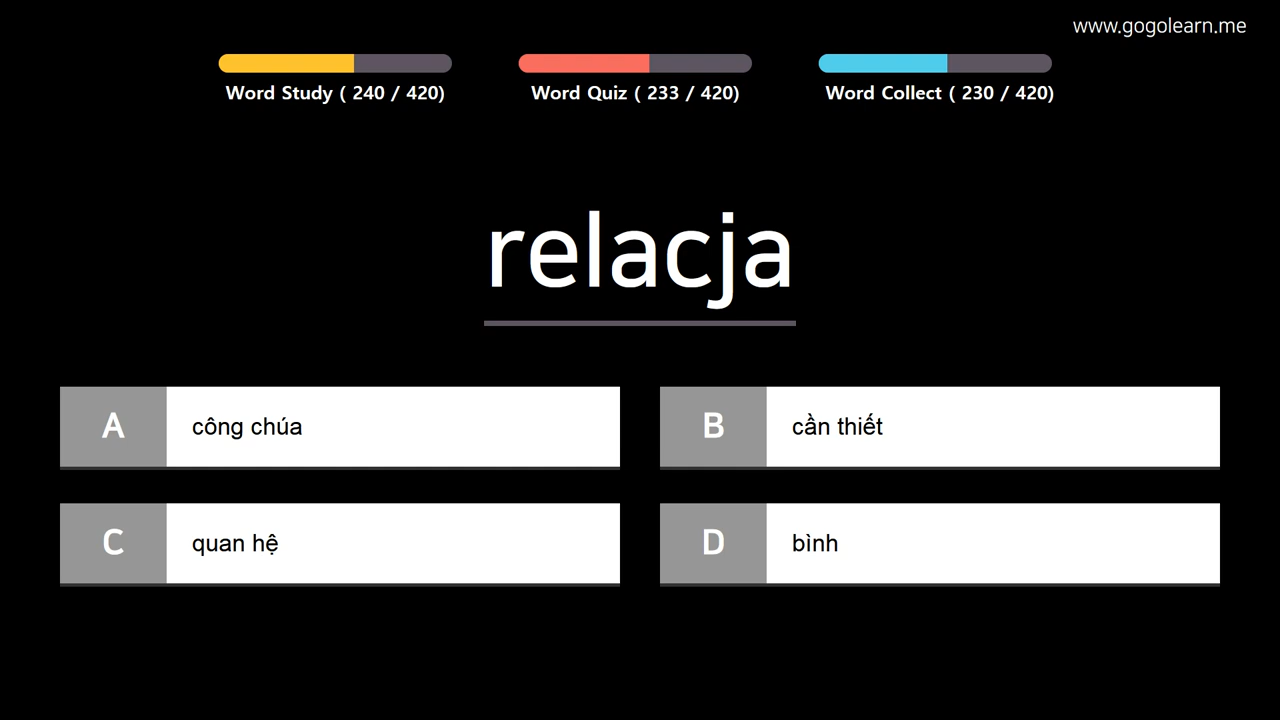 www.gogolearn.me
Word Study ( 240 / 420)
Word Quiz ( 233 / 420)
Word Collect ( 230 / 420)
relacja
A công chúa
B cần thiết
C quan hệ
D bình